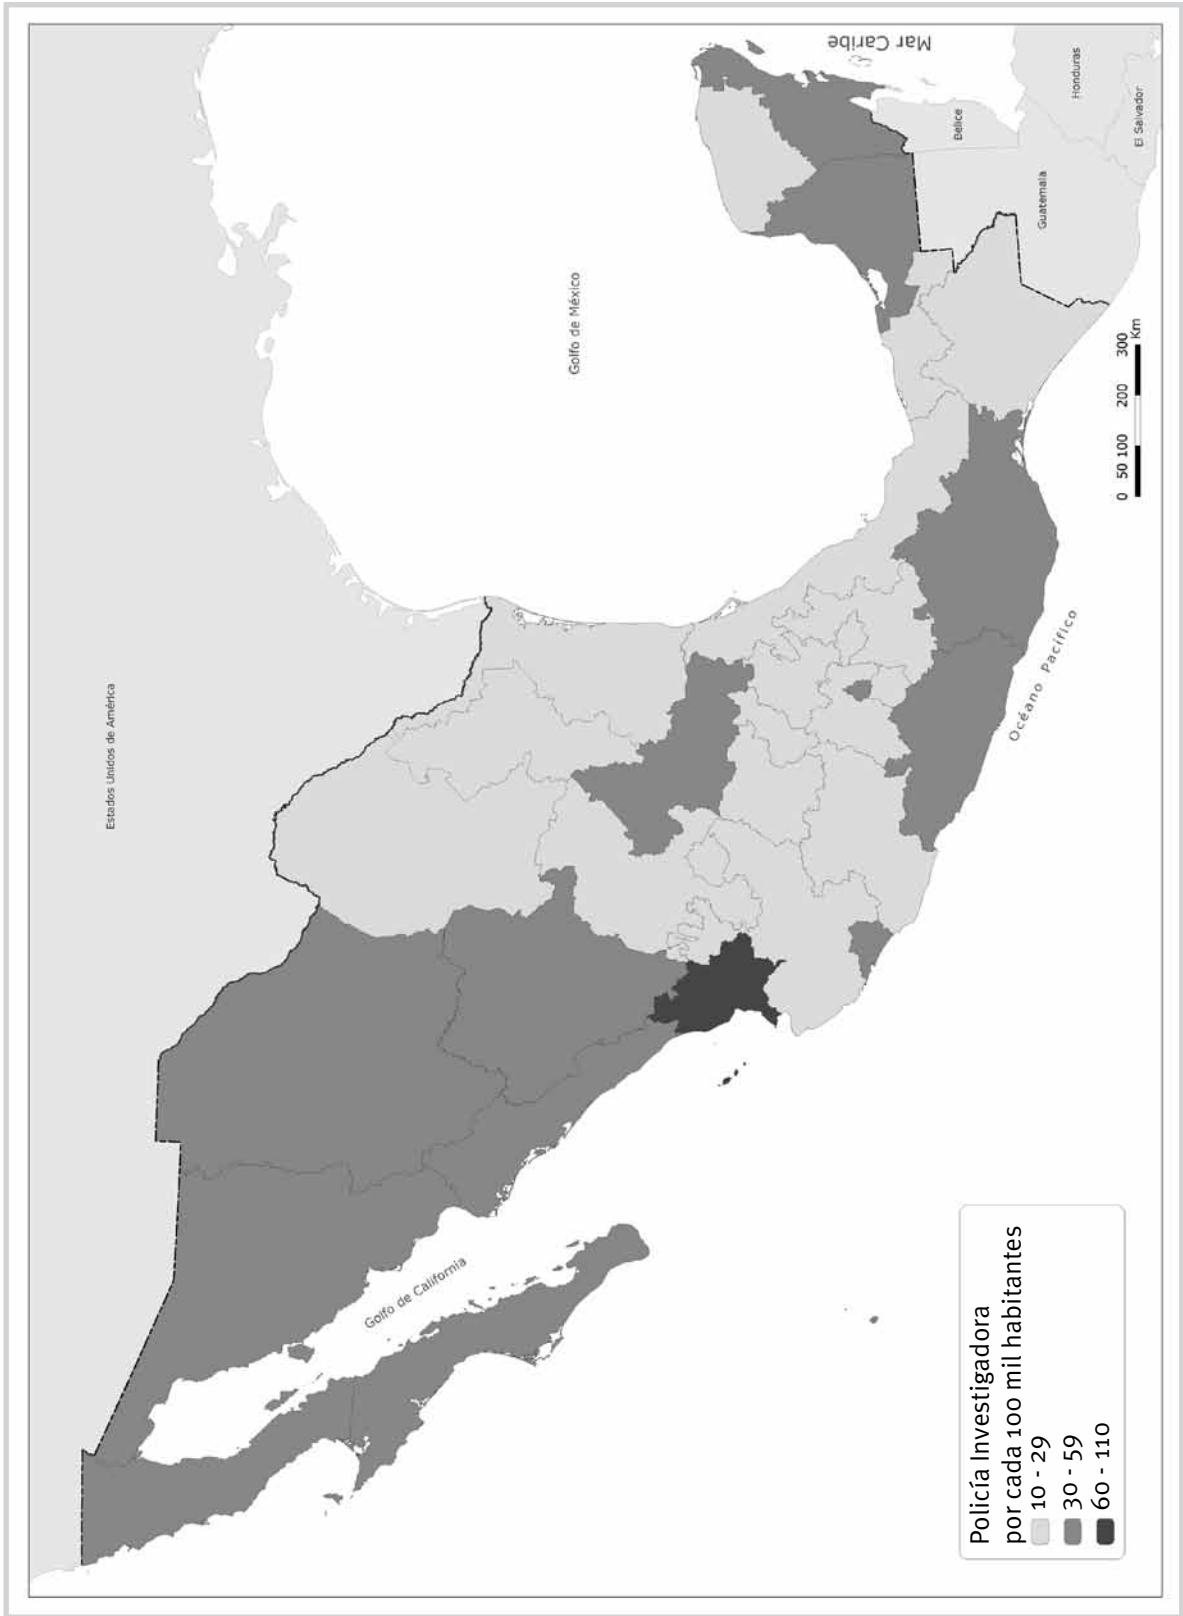 Estados Unidos de América
Golfo de México
Mar Caribe
Golfo de California
Océano Pacífico
Belice
Guatemala
Honduras
El Salvador
0 50 100 200 300
Km
Policía Investigadora
por cada 100 mil habitantes
10 - 29
30 - 59
60 - 110